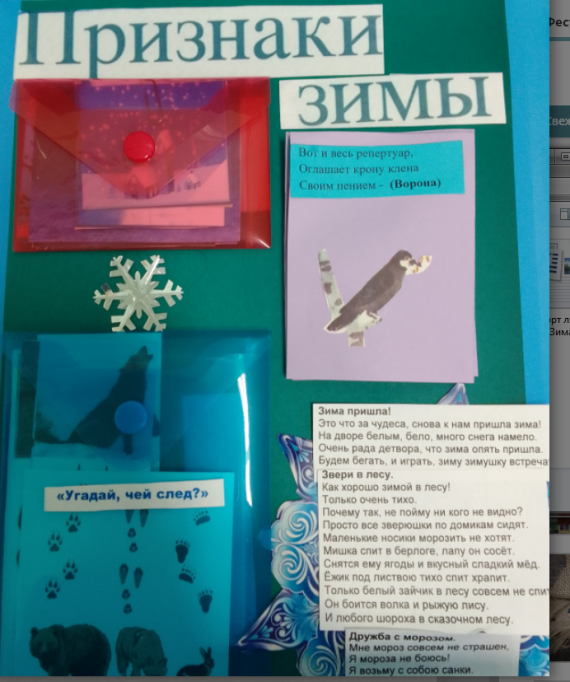 Признаки
зимы
Вот и весь репертуар,
Оглашает крону клена
Своим пением - (Ворона)
«Угадай, чей след?»
Зима пришла!
Это что за чудеса, снова к нам пришла зима!
На дворе белым, бело, много снега намело.
Очень рада детвора, что зима опять пришла.
Будем бегать, и играть, зиму зимушку встреча
Звери в лесу.
Как хорошо зимой в лесу!
Только очень тихо.
Почему так, не пойму ни кого не видно?
Просто все зверюшки по домикам сидят.
Маленькие носики морозить не хотят.
Мишка спит в берлоге, лапу он сосёт.
Снятся ему ягоды и вкусный сладкий мёд.
Ёжик под листвою тихо спит храпит.
Только белый зайчик в лесу совсем не спит
Он боится волка и рыжую лису.
И любого шороха в сказочном лесу.
Дружба с морозом.
Мне мороз совсем не страшен,
Я мороза не боюсь!
Я возьму с собою санки.